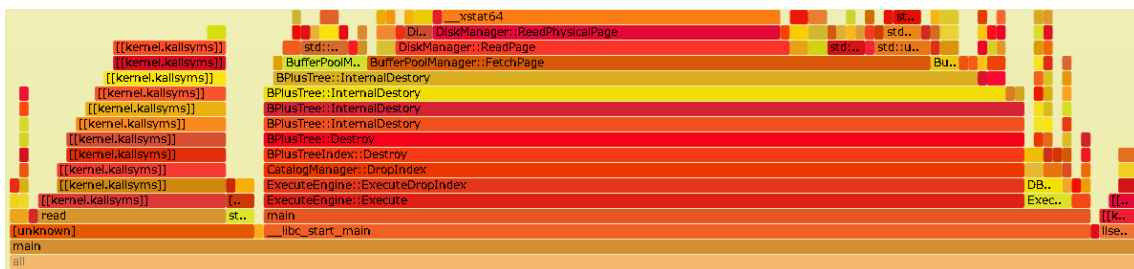 __xstat64 st..
Di.. DiskManager::ReadPhysicalPage std..
[[kernel.kallsyms] std::.. DiskManager::ReadPage std:.. std::u..
[[kernel.kallsyms]] BufferPoolM.. BufferPoolManager::FetchPage Bu..
[[kernel.kallsyms]] BPlusTree::InternalDestory
[[kernel.kallsyms]] BPlusTree::InternalDestory
[[kernel.kallsyms]] BPlusTree::InternalDestory
[[kernel.kallsyms]] BPlusTree::InternalDestory
[[kernel.kallsyms]] BPlusTree::Destroy
[[kernel.kallsyms]] BPlusTreeIndex::Destroy
[[kernel.kallsyms]] CatalogManager::DropIndex
[[kernel.kallsyms]] ExecuteEngine::ExecuteDropIndex DB..
[[kernel.kallsyms]] [.. ExecuteEngine::Execute Exec.. [[..
read st.. main [[k..
[unknown] __libc_start_main llse..
main
all